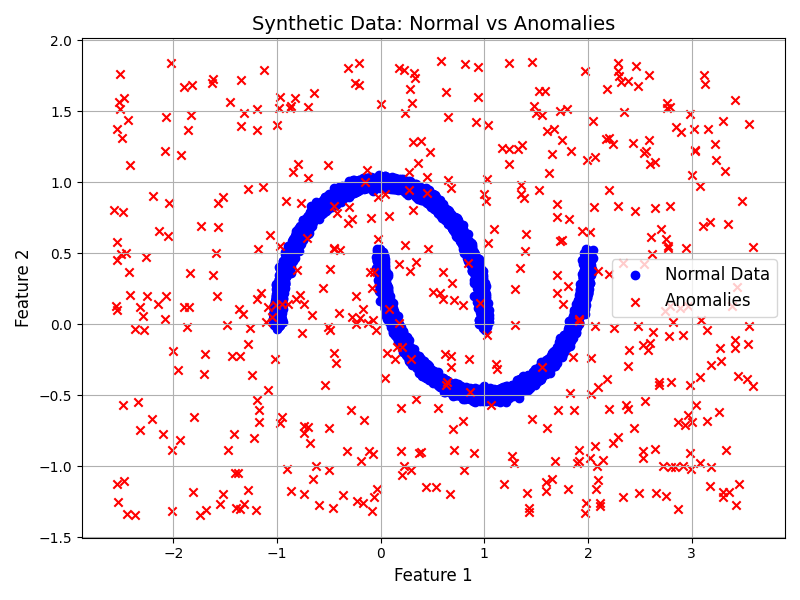 Synthetic Data: Normal vs Anomalies
2.0
1.5
1.0
0.5
0.0
−0.5
−1.0
−1.5
Feature 2
Normal Data
Anomalies
−2
−1
0
1
2
3
Feature 1